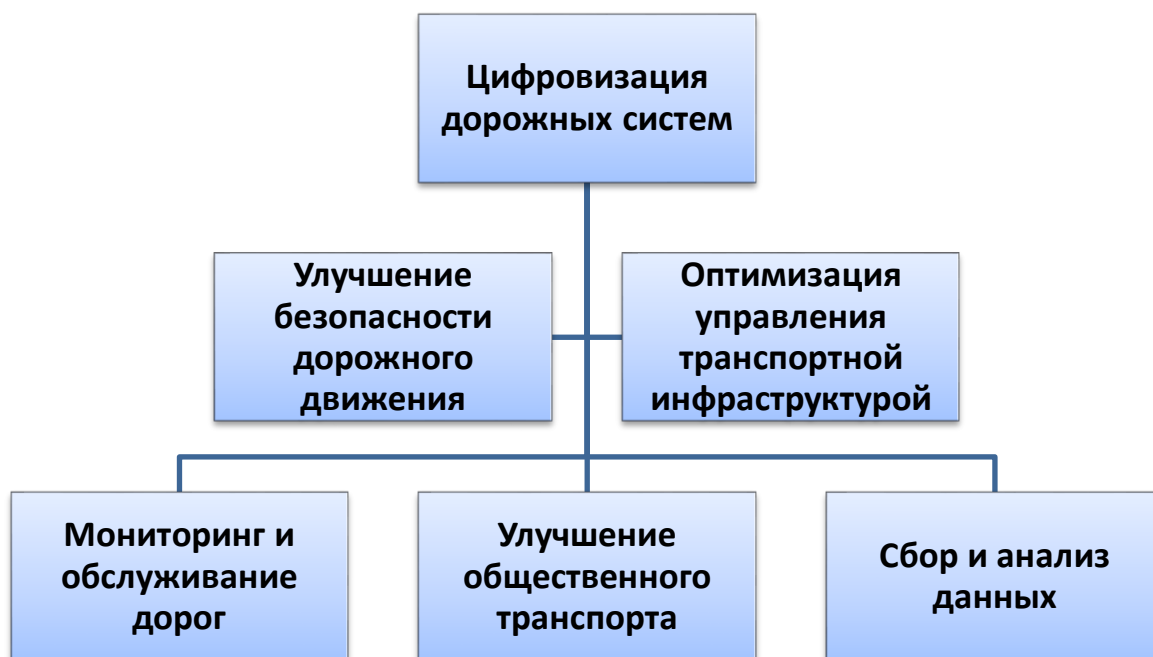 Цифровизация
дорожных систем
Улучшение
безопасности
дорожного
движения
Оптимизация
управления
транспортной
инфраструктурой
Мониторинг и
обслуживание
дорог
Улучшение
общественного
транспорта
Сбор и анализ
данных